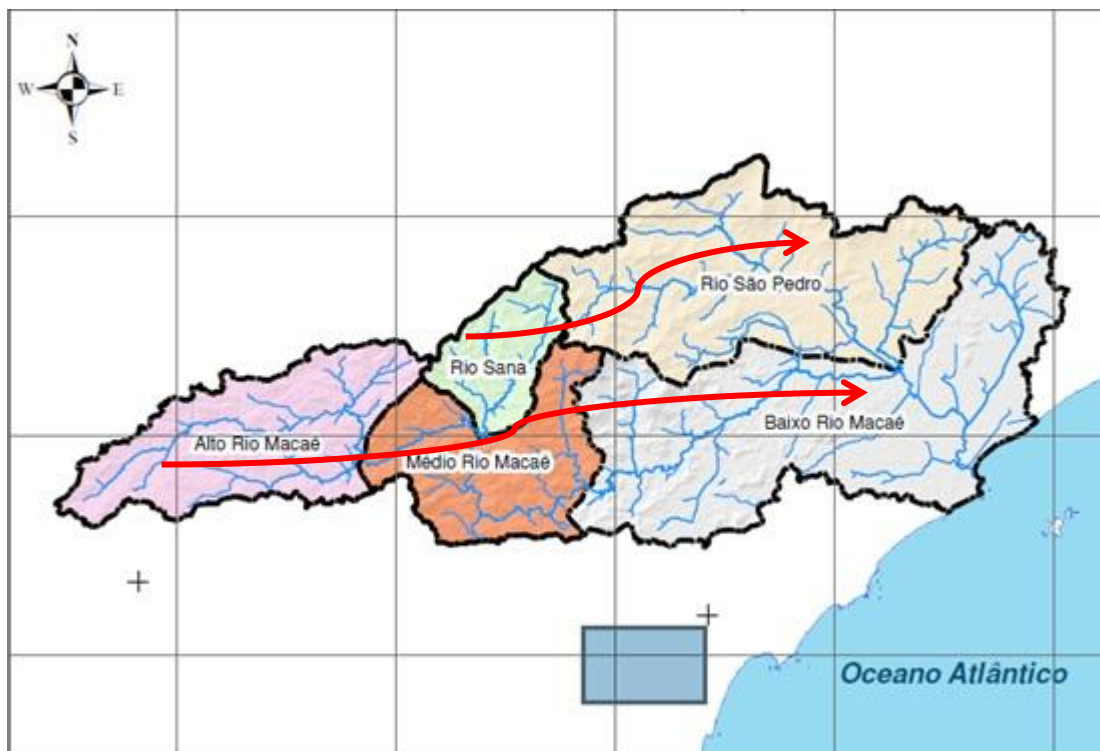 N
W E
S
Rio São Pedro
Rio Sana
Alto Rio Macaé
Médio Rio Macaé
Baixo Rio Macaé
Oceano Atlântico